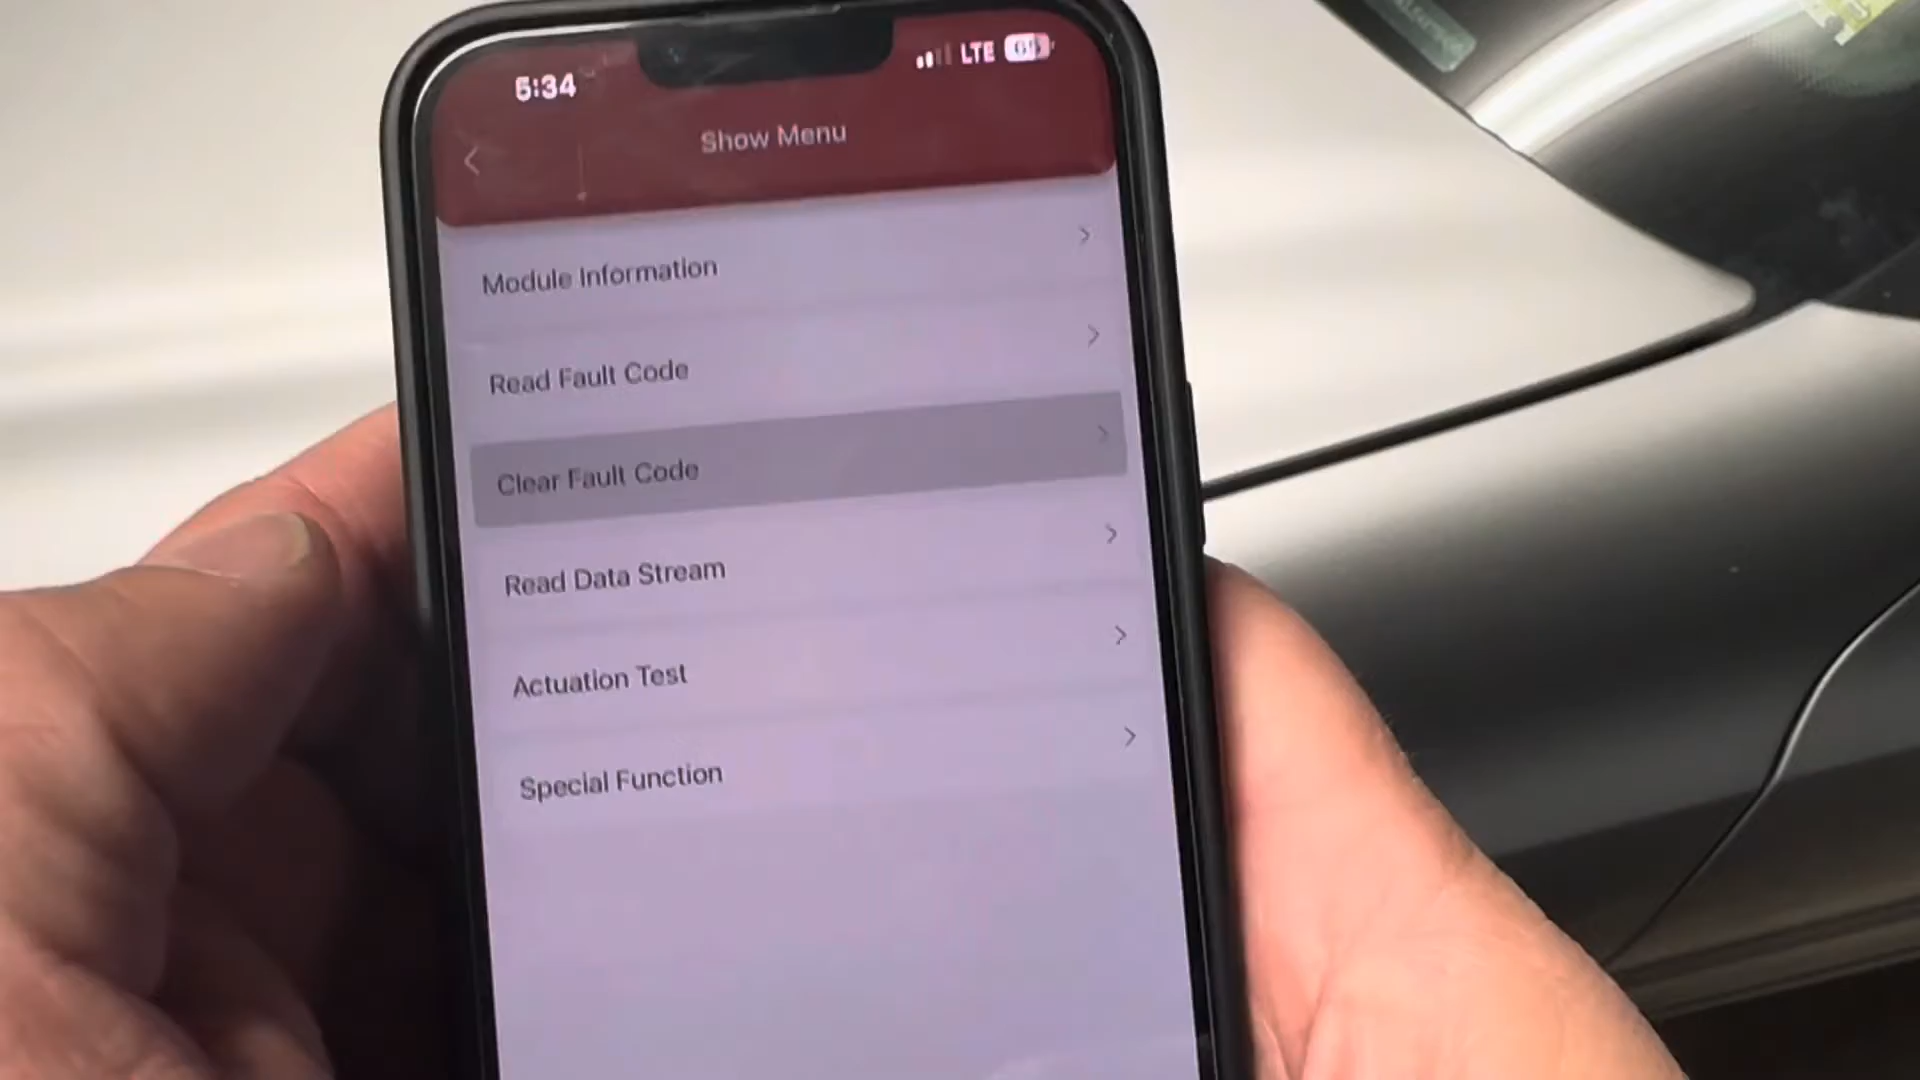 5:34
LTE
Show Menu
Module Information
Read Fault Code
Clear Fault Code
Read Data Stream
Actuation Test
Special Function